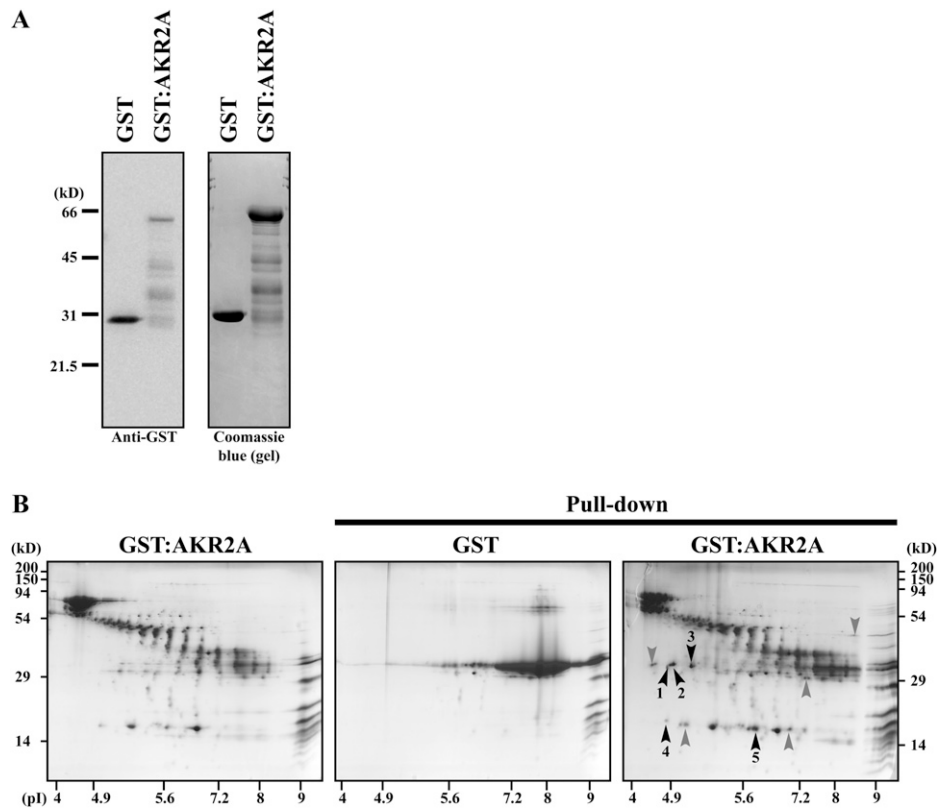 A
GST
GST:AKR2A
GST
GST:AKR2A
(kD)
66
45
31
21.5
Anti-GST
Coomassie
blue (gel)
B
Pull-down
(kD)
GST:AKR2A
GST
GST:AKR2A
(kD)
200
150
94
54
29
14
200
150
94
54
29
14
3
1
2
4
5
(pI)
4 4.9 5.6 7.2 8 9
4 4.9 5.6 7.2 8 9
4 4.9 5.6 7.2 8 9